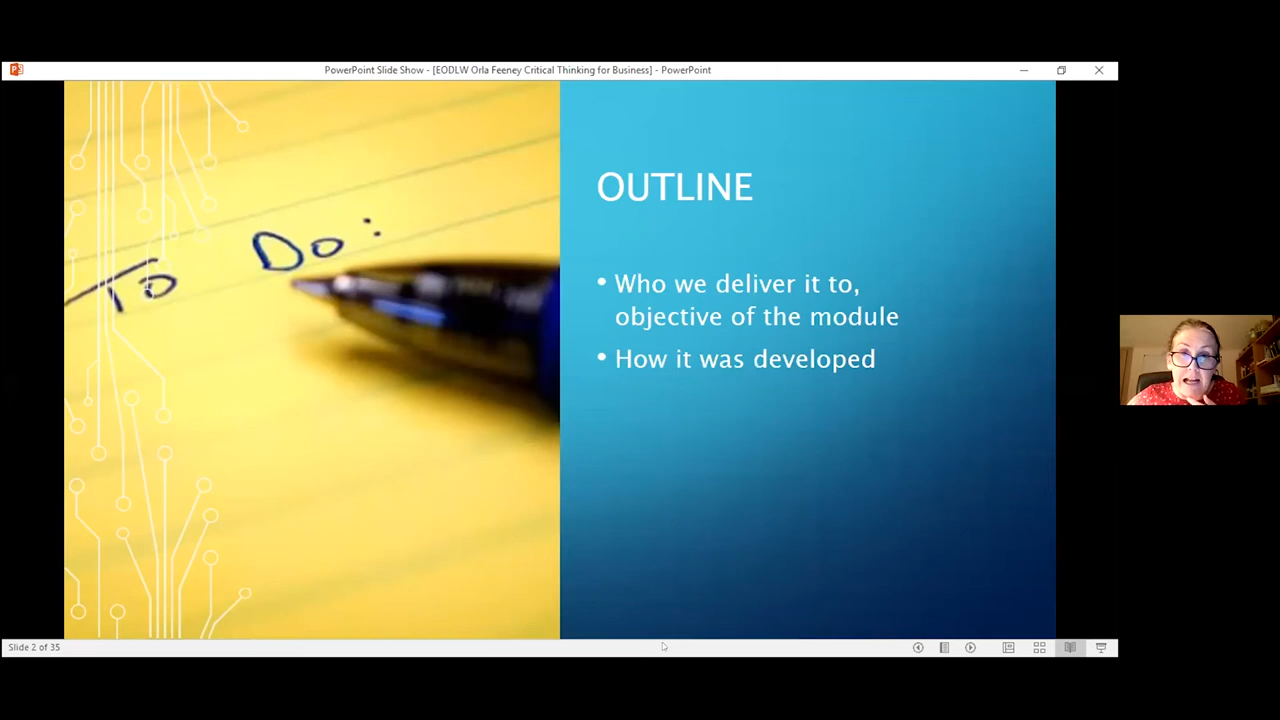 PowerPoint Slide Show - [EODLW Orla Feeney Critical Thinking for Business] - PowerPoint
To Do:
OUTLINE
• Who we deliver it to,
objective of the module
• How it was developed
Slide 2 of 35